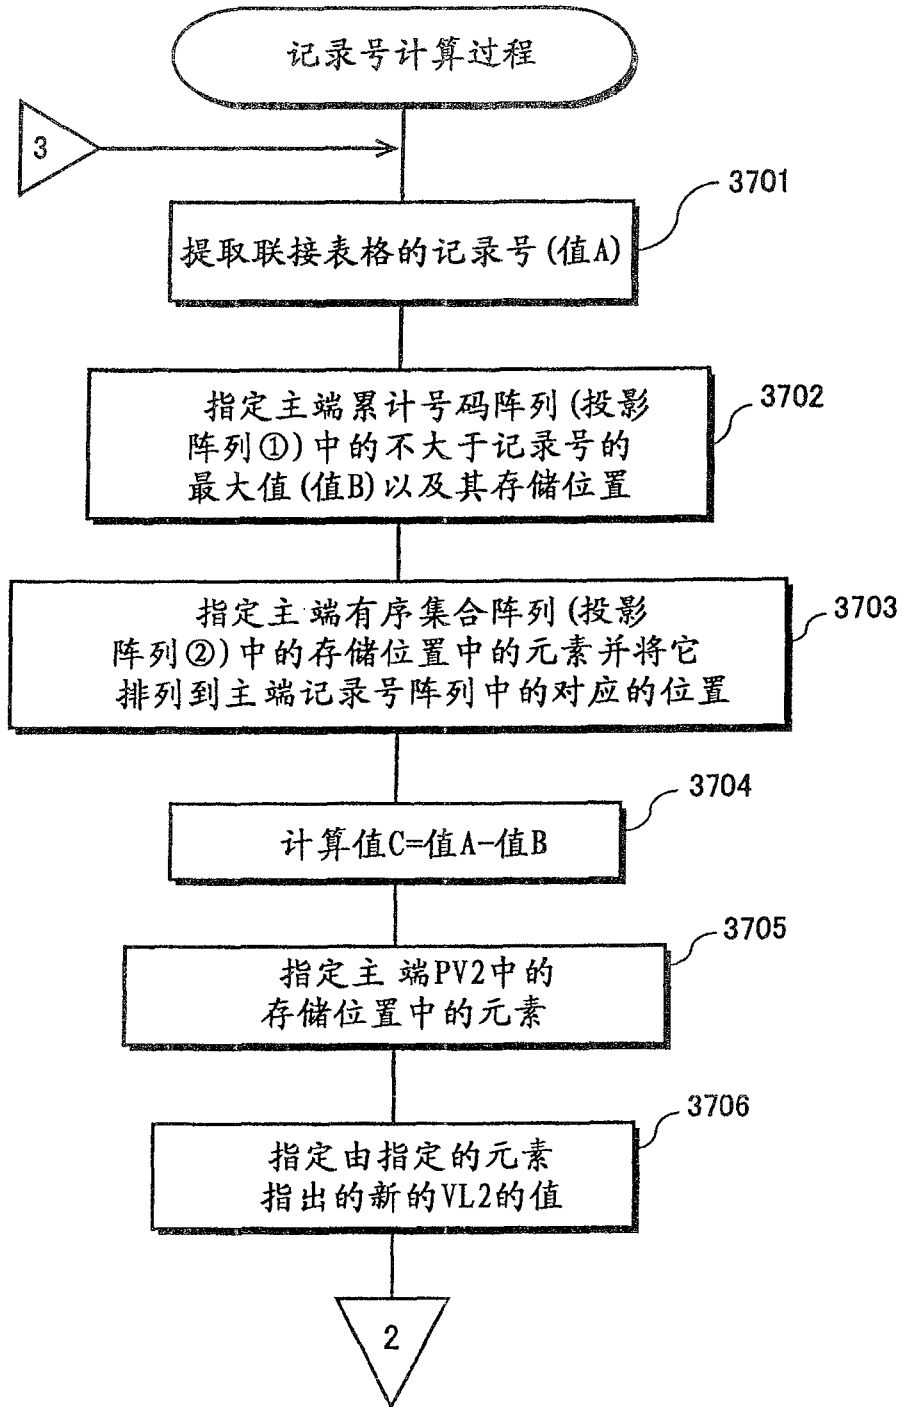 记录号计算过程
3
3701
提取联接表格的记录号(值A)
3702
指定主端累计号码阵列(投影
阵列①)中的不大于记录号的
最大值(值B)以及其存储位置
3703
指定主端有序集合阵列(投影
阵列②)中的存储位置中的元素并将它
排列到主端记录号阵列中的对应的位置
3704
计算值C=值A-值B
3705
指定主 端PV2中的
存储位置中的元素
3706
指定由指定的元素
指出的新的VL2的值
2